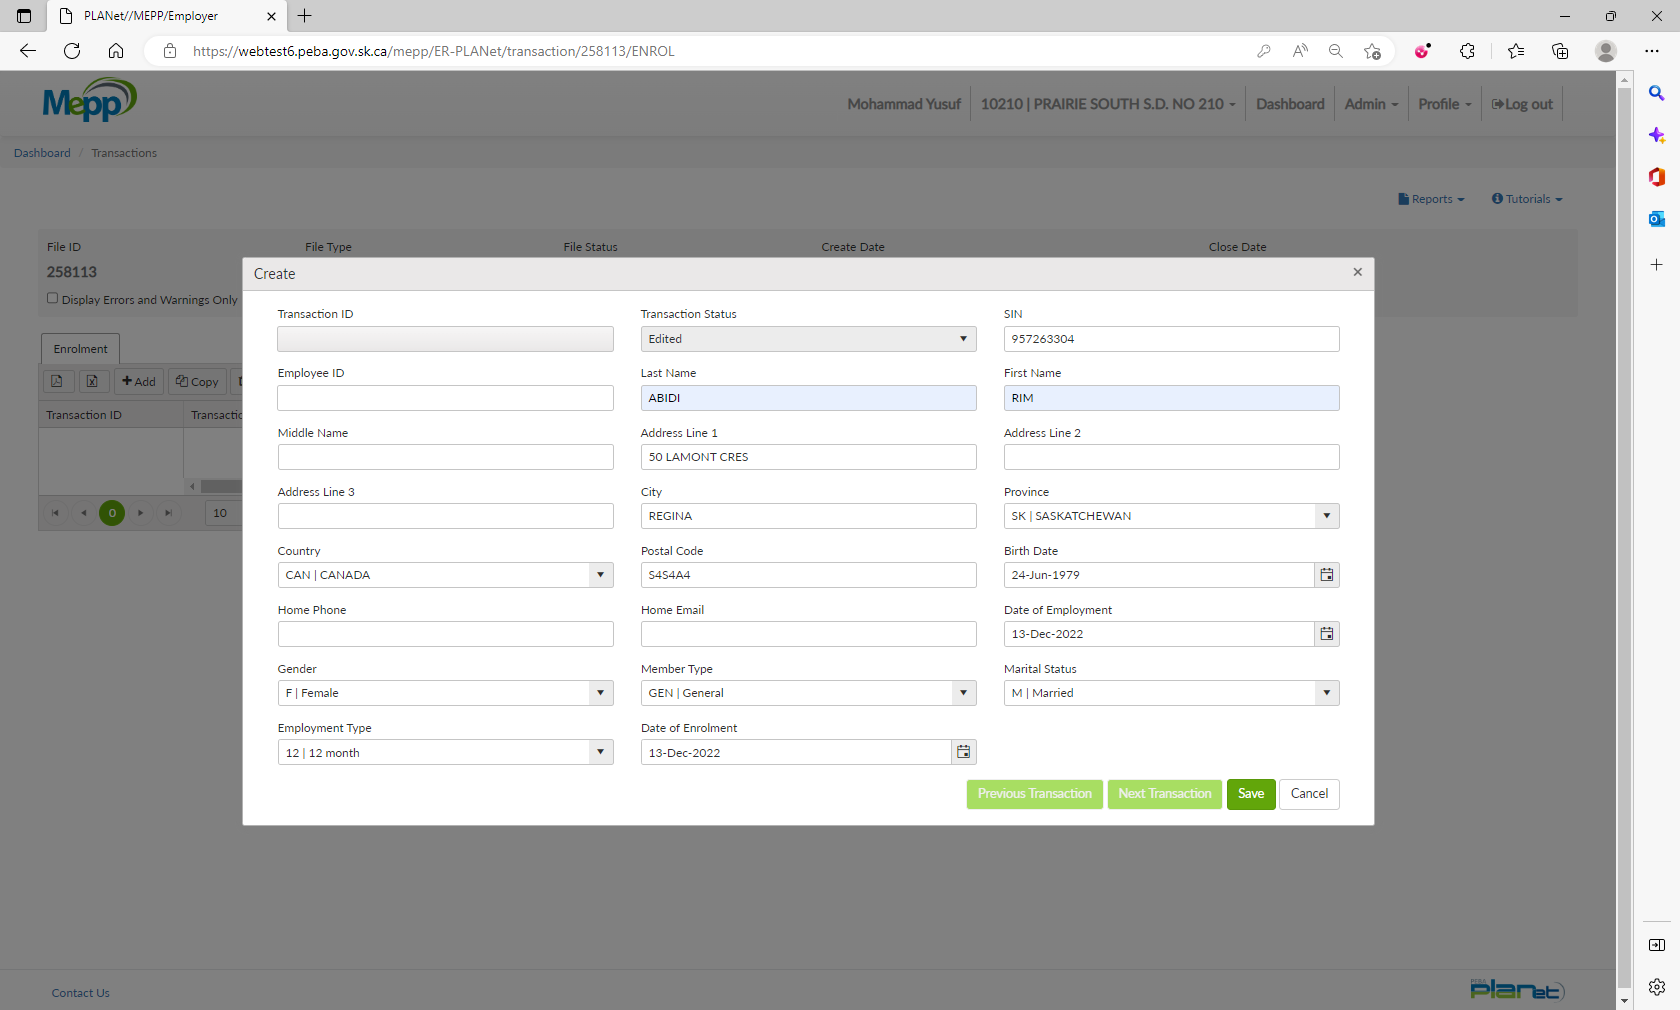 PLANet//MEPP/Employer
https://webtest6.peba.gov.sk.ca/mepp/ER-PLANet/transaction/258113/ENROL
Mepp
Mohammad Yusuf
10210 | PRAIRIE SOUTH S.D. NO 210
Dashboard
Admin
Profile
Log out
Dashboard / Transactions
Reports
Tutorials
File ID
File Type
File Status
Create Date
Close Date
258113
Display Errors and Warnings Only
Enrolment
Add
Copy
Transaction ID
0
10
Create
Transaction ID
Transaction Status
SIN
Edited
957263304
Employee ID
Last Name
First Name
ABIDI
RIM
Middle Name
Address Line 1
Address Line 2
50 LAMONT CRES
Address Line 3
City
Province
REGINA
SK | SASKATCHEWAN
Country
Postal Code
Birth Date
CAN | CANADA
S4S4A4
24-Jun-1979
Home Phone
Home Email
Date of Employment
13-Dec-2022
Gender
Member Type
Marital Status
F | Female
GEN | General
M | Married
Employment Type
Date of Enrolment
12 | 12 month
13-Dec-2022
Previous Transaction
Next Transaction
Save
Cancel
Contact Us
PEBA
Planet